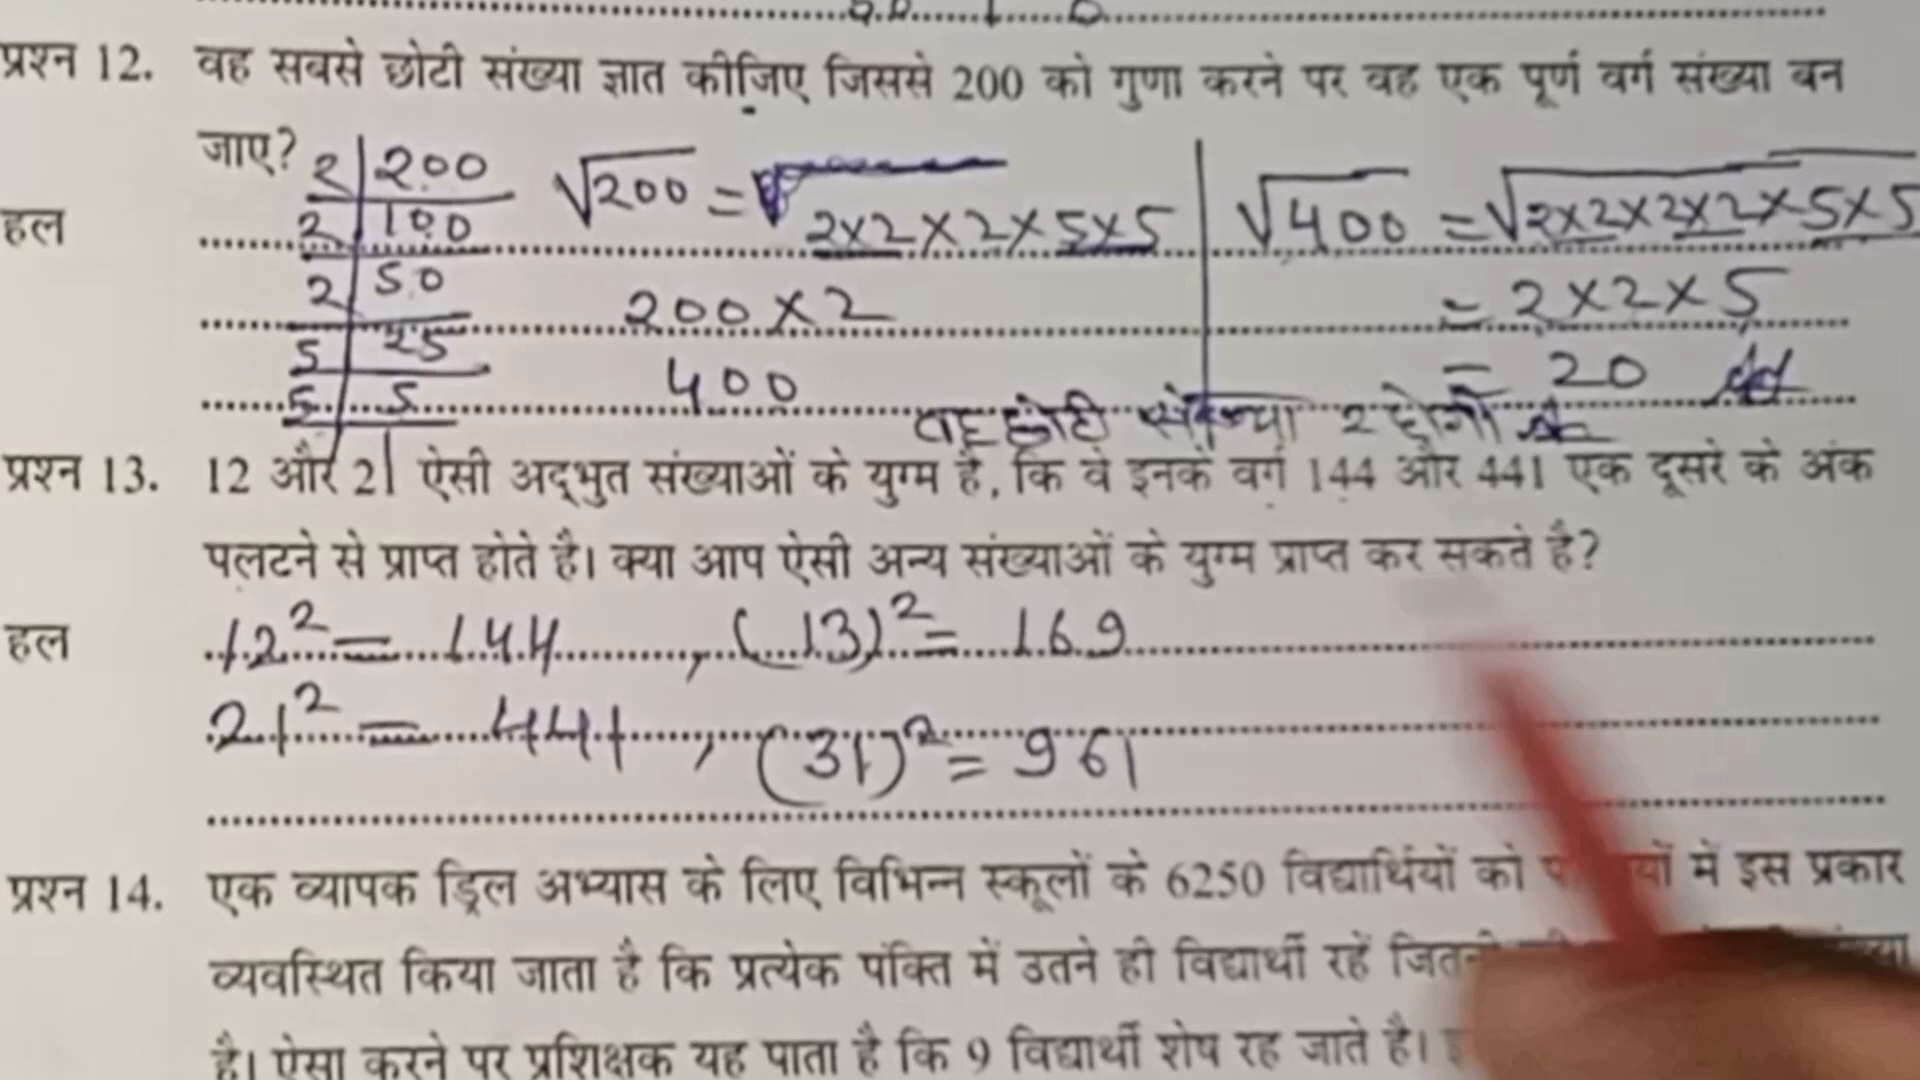 प्रश्न 12. वह सबसे छोटी संख्या ज्ञात कीजिए जिससे 200 को गुणा करने पर वह एक पूर्ण वर्ग संख्या बन
जाए?
2 | 200
2 | 100
2 | 50
5 | 25
5 | 5
1
हल
√200 = √2×2×2×5×5
200×2
400
√400 = √2×2×2×2×5×5
= 2×2×5
= 20
वह छोटी संख्या 2 होगी
प्रश्न 13. 12 और 21 ऐसी अद्भुत संख्याओं के युग्म है, कि वे इनके वर्ग 144 और 441 एक दूसरे के अंक
पलटने से प्राप्त होते है। क्या आप ऐसी अन्य संख्याओं के युग्म प्राप्त कर सकते है?
हल 12² = 144, (13)² = 169
21² = 441, (31)² = 961
प्रश्न 14. एक व्यापक ड्रिल अभ्यास के लिए विभिन्न स्कूलों के 6250 विद्यार्थियों को में इस प्रकार
व्यवस्थित किया जाता है कि प्रत्येक पंक्ति में उतने ही विद्यार्थी रहें
है। ऐसा करने पर प्रशिक्षक यह पाता है कि 9 विद्यार्थी शेष रह जाते है।